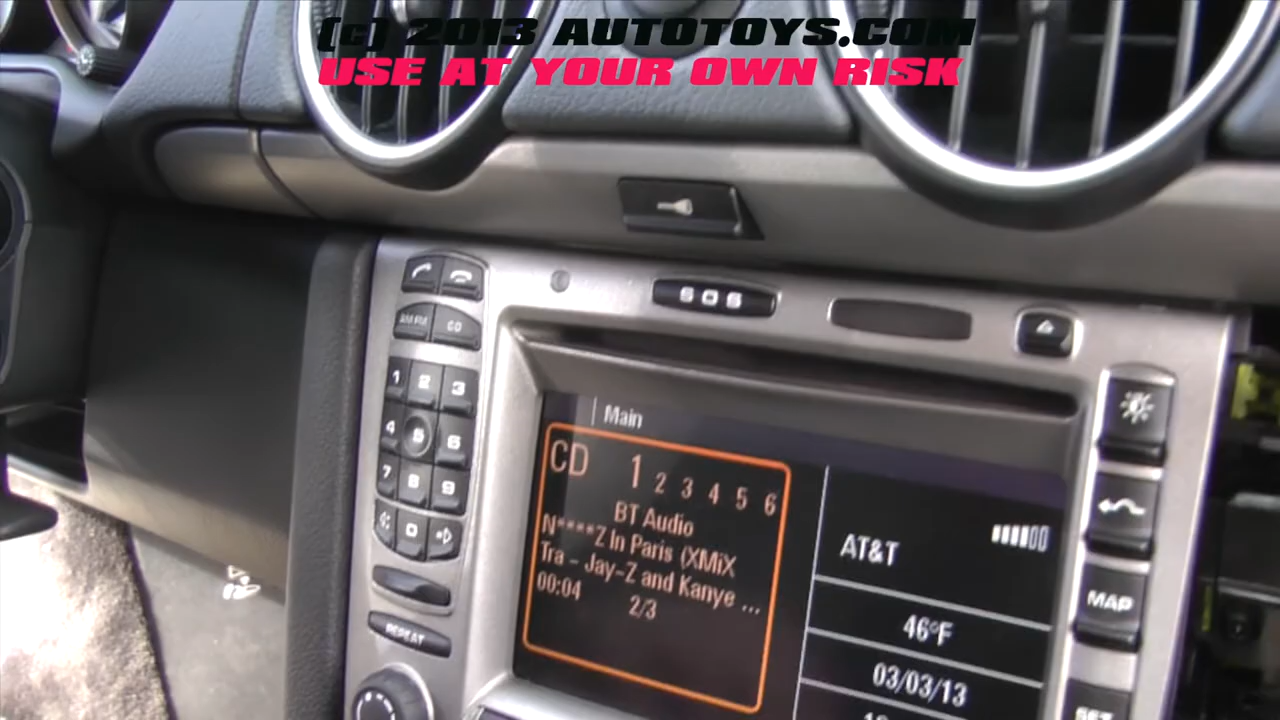 (c) 2013 AUTOTOYS.COM
USE AT YOUR OWN RISK
SOS
AM FM CD
1 2 3
4 5 6
7 8 9
0
REPEAT
Main
CD 1 2 3 4 5 6
BT Audio
N****Z In Paris (XMiX
Tra - Jay-Z and Kanye ...
00:04 2/3
AT&T
46°F
03/03/13
MAP
SET